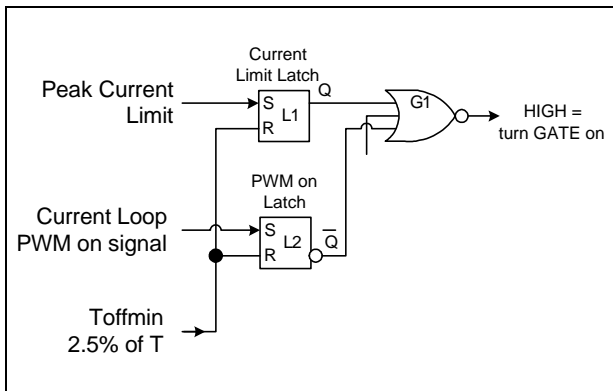 Current
Limit Latch
Peak Current
Limit
S
R
L1
Q
G1
HIGH =
turn GATE on
PWM on
Latch
Current Loop
PWM on signal
S
R
L2
Q̅
Toffmin
2.5% of T